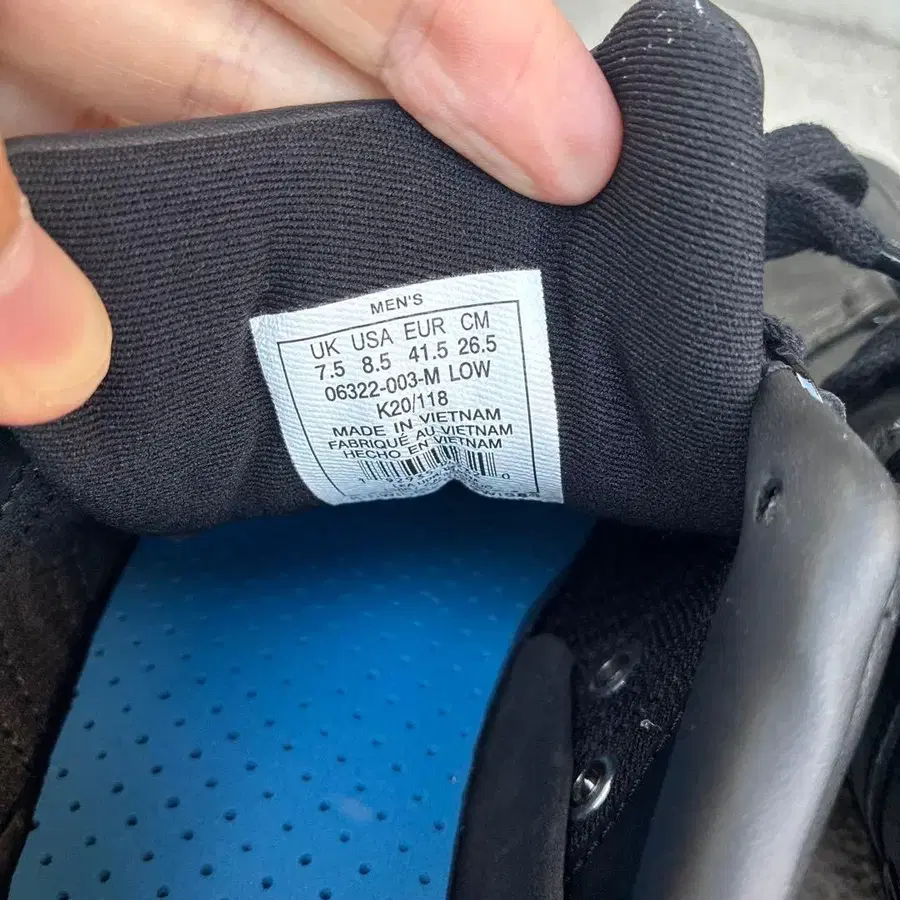 MEN'S
UK USA EUR CM
7.5 8.5 41.5 26.5
06322-003-M LOW
K20/118
MADE IN VIETNAM
FABRIQUÉ AU VIETNAM
HECHO EN VIETNAM